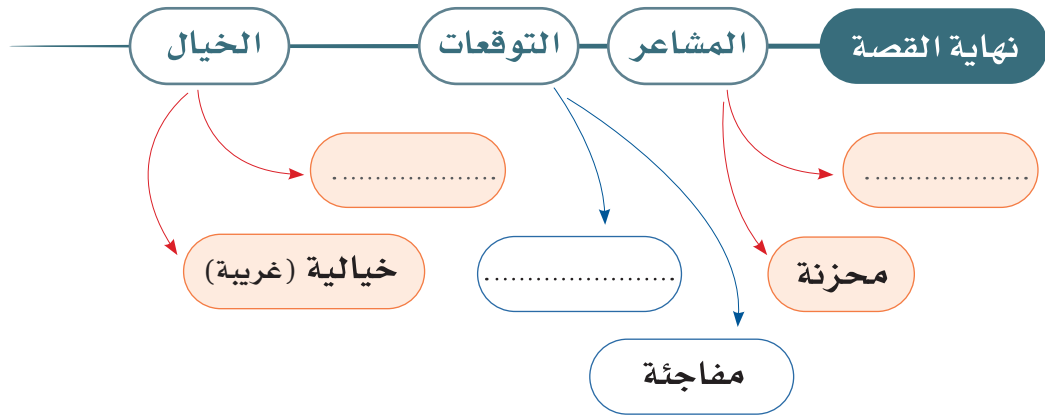 نهاية القصة
المشاعر
التوقعات
الخيال
....................
....................
محزنة
........................
خيالية (غريبة)
مفاجئة